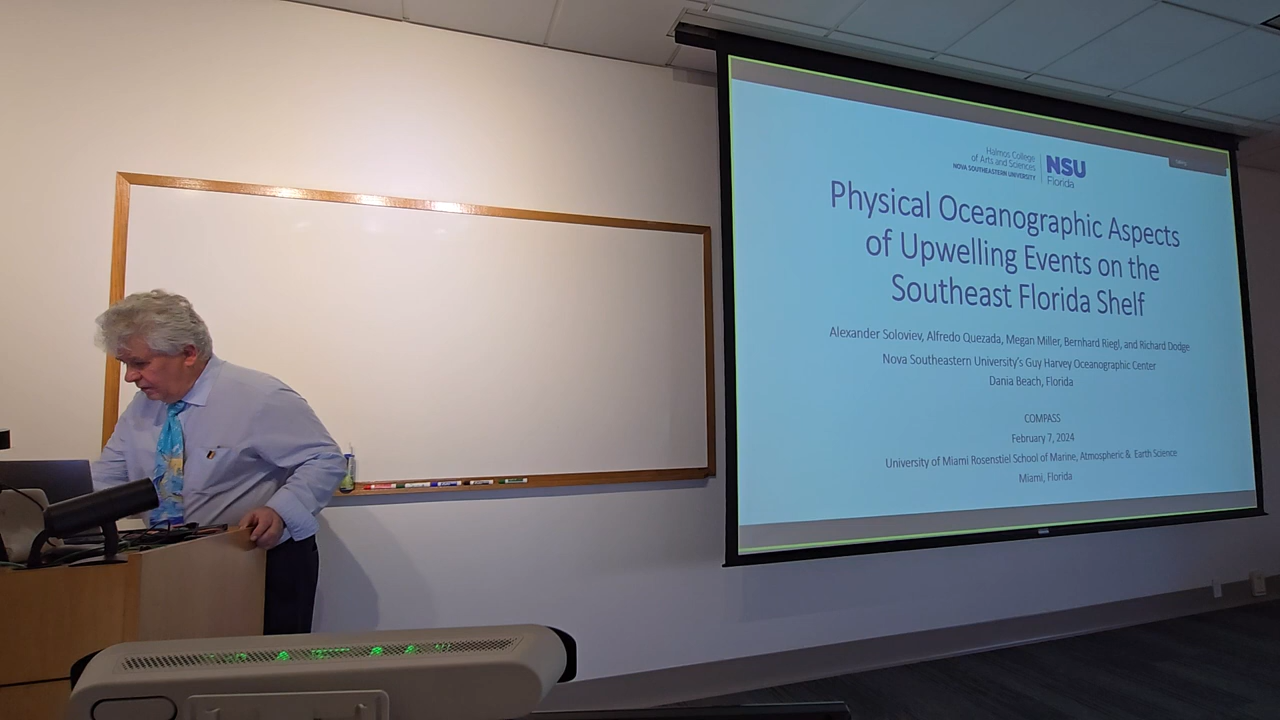 Halmos College
of Arts and Sciences
NOVA SOUTHEASTERN UNIVERSITY
NSU
Florida
Physical Oceanographic Aspects
of Upwelling Events on the
Southeast Florida Shelf
Alexander Soloviev, Alfredo Quezada, Megan Miller, Bernhard Riegl, and Richard Dodge
Nova Southeastern University's Guy Harvey Oceanographic Center
Dania Beach, Florida
COMPASS
February 7, 2024
University of Miami Rosenstiel School of Marine, Atmospheric & Earth Science
Miami, Florida